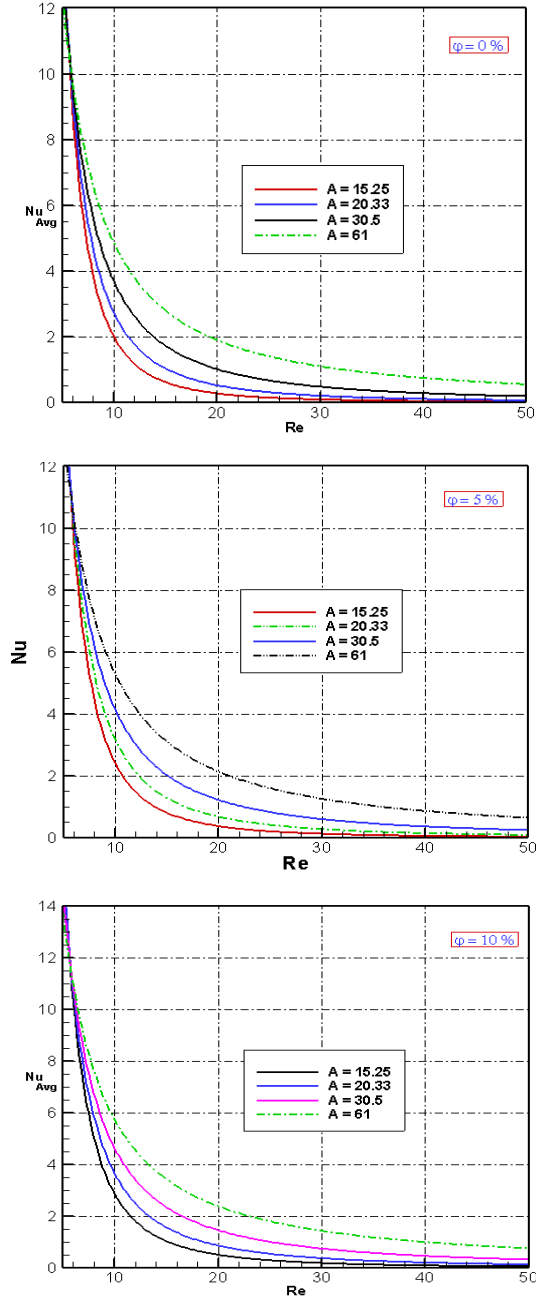 12
10
8
6
4
2
0
Nu
Avg
φ = 0 %
A = 15.25
A = 20.33
A = 30.5
A = 61
10
20
30
40
50
Re
12
10
8
6
4
2
0
Nu
φ = 5 %
A = 15.25
A = 20.33
A = 30.5
A = 61
10
20
30
40
50
Re
14
12
10
8
6
4
2
0
Nu
Avg
φ = 10 %
A = 15.25
A = 20.33
A = 30.5
A = 61
10
20
30
40
50
Re